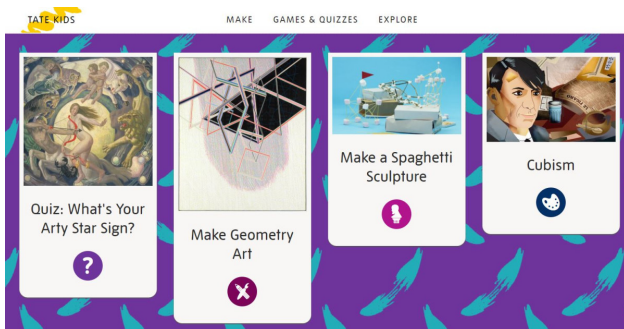 TATE KIDS
MAKE
GAMES & QUIZZES
EXPLORE
Quiz: What's Your
Arty Star Sign?
?
Make Geometry
Art
Make a Spaghetti
Sculpture
Cubism